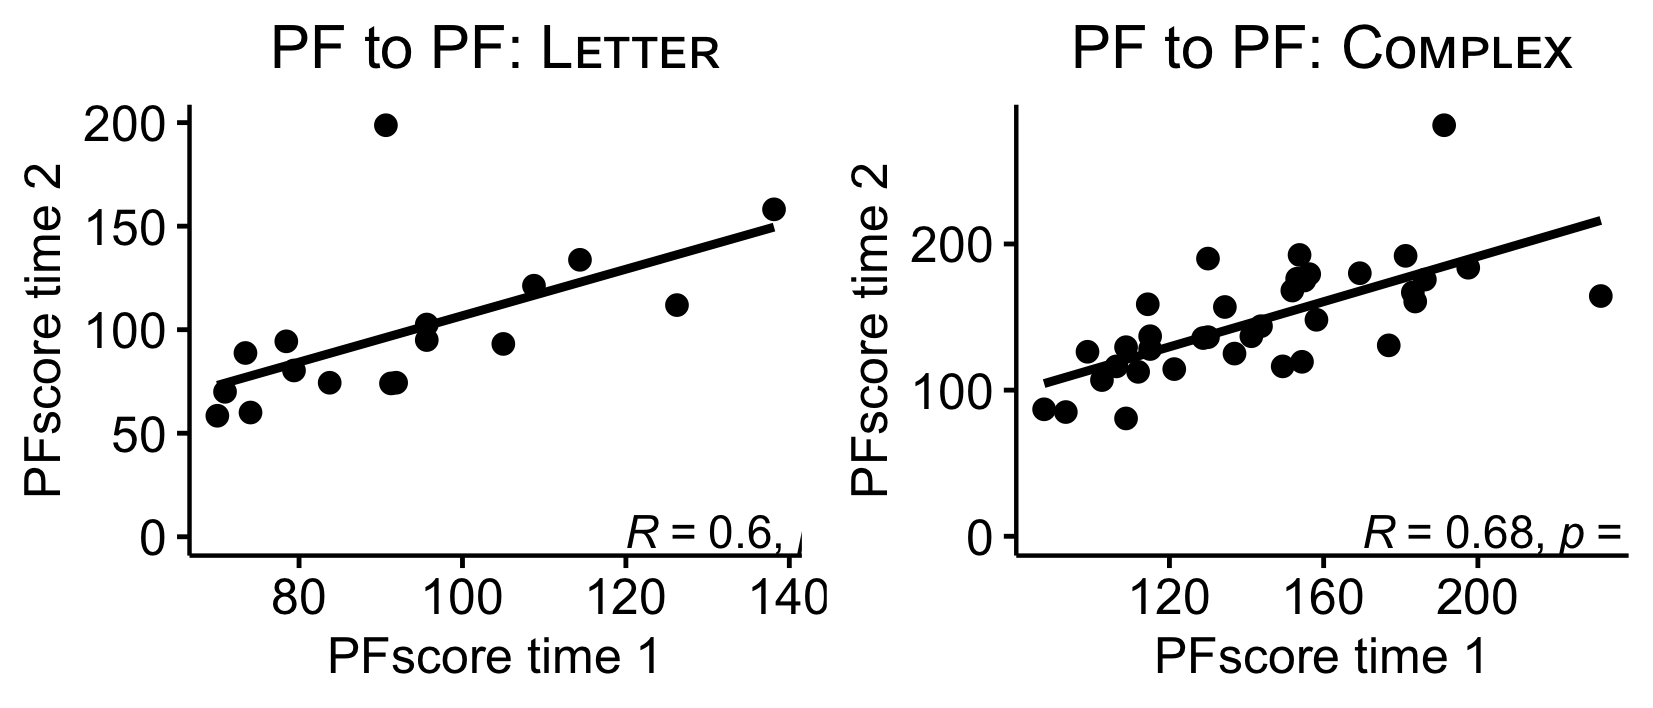 PF to PF: LETTER
PFscore time 2
200
150
100
50
0
R = 0.6,
80 100 120 140
PFscore time 1
PF to PF: COMPLEX
PFscore time 2
200
100
0
R = 0.68, p =
120 160 200
PFscore time 1